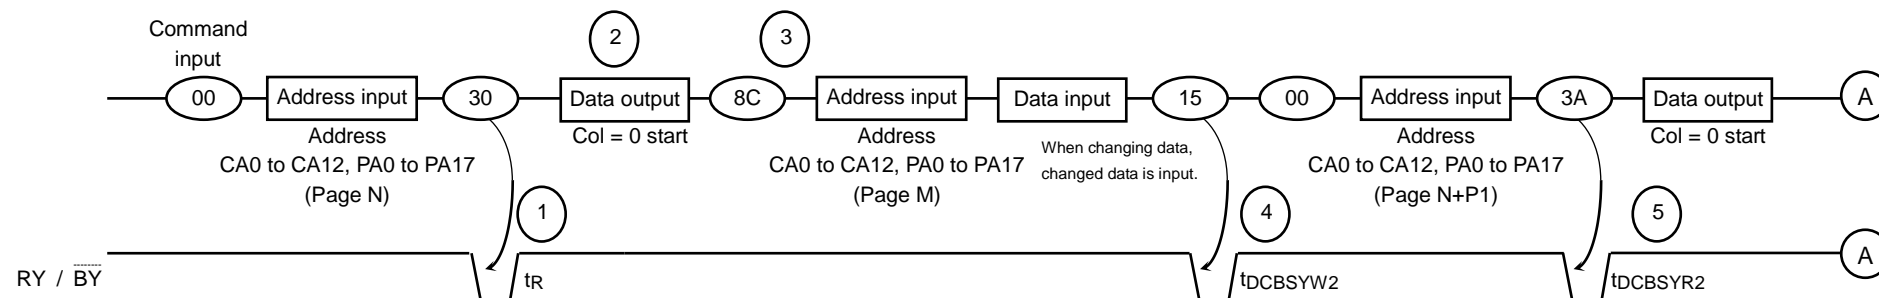 Command
input
2
3
00
Address input
30
Data output
8C
Address input
Data input
15
00
Address input
3A
Data output
A
Address
CA0 to CA12, PA0 to PA17
(Page N)
Col = 0 start
Address
CA0 to CA12, PA0 to PA17
(Page M)
When changing data,
changed data is input.
Address
CA0 to CA12, PA0 to PA17
(Page N+P1)
Col = 0 start
1
4
5
RY / BY
tR
tDCBSYW2
tDCBSYR2
A